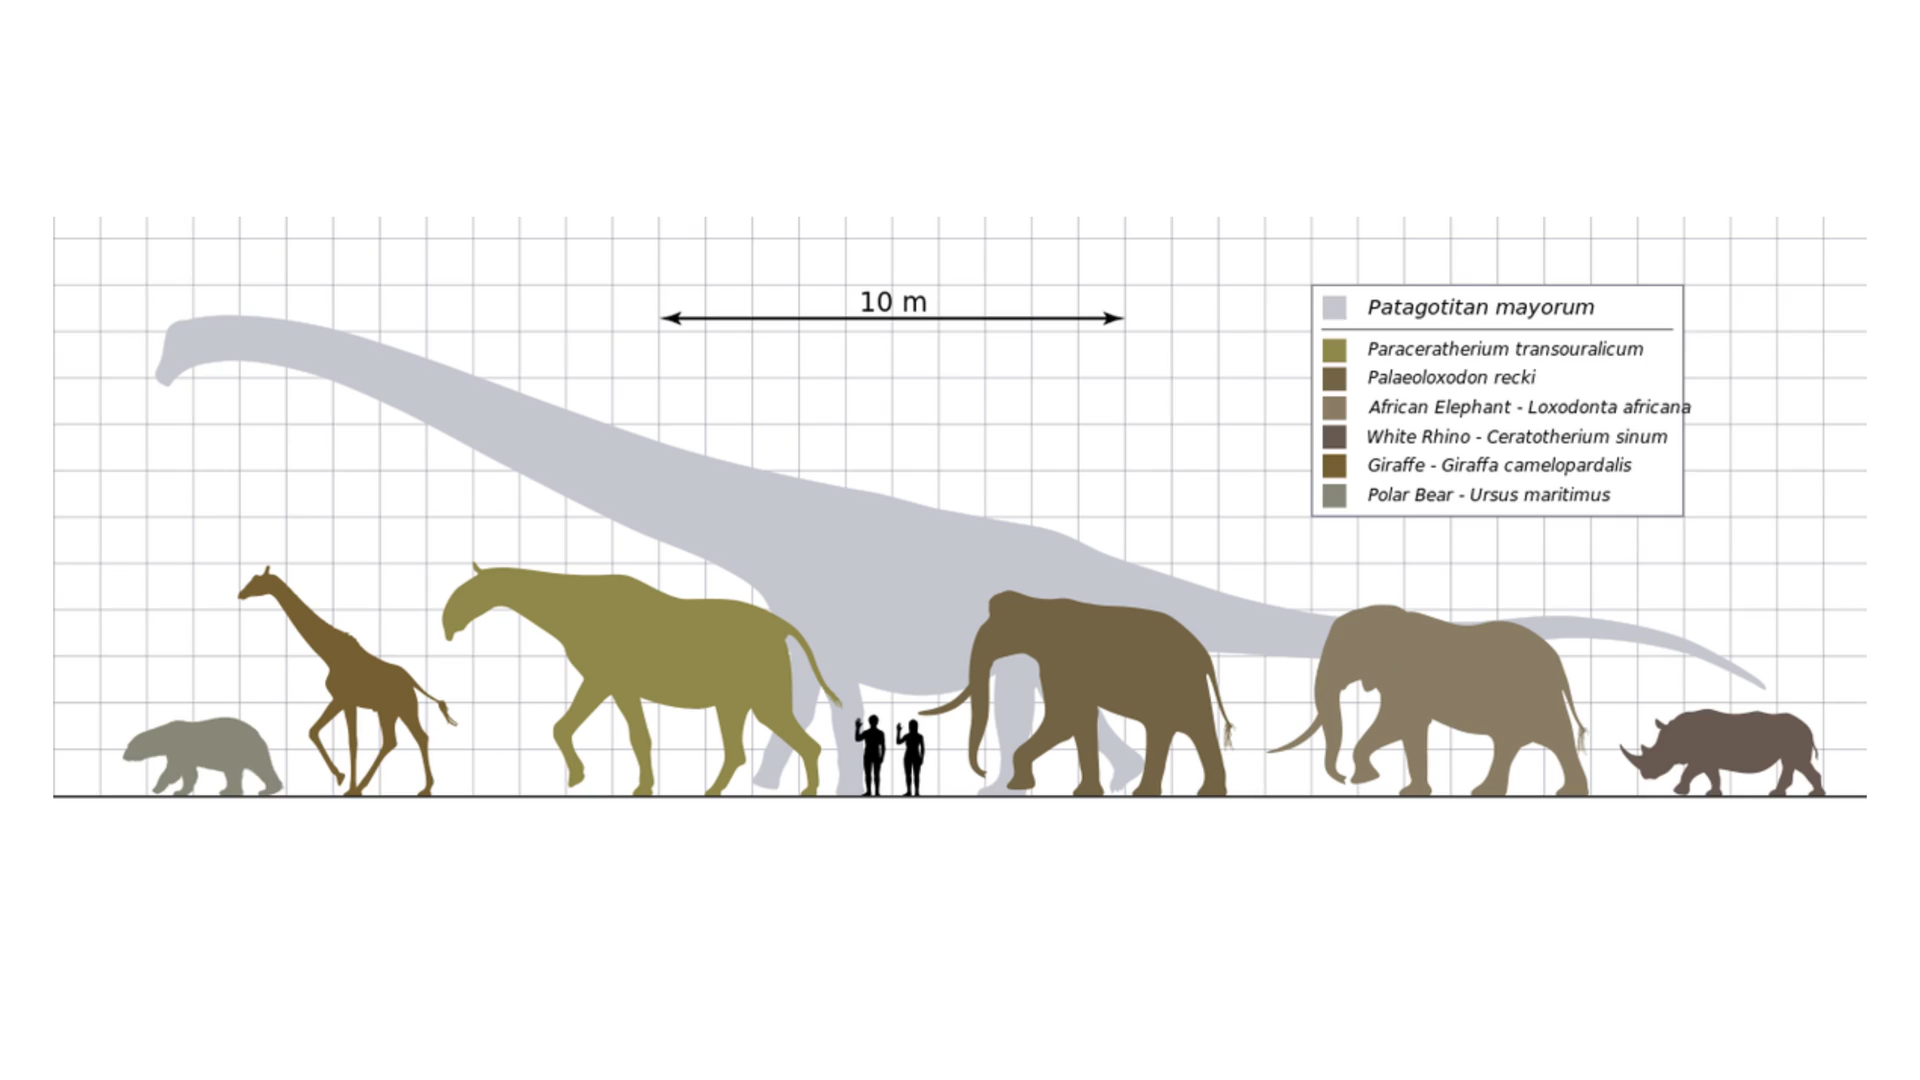 10 m
Patagotitan mayorum
Paraceratherium transouralicum
Palaeoloxodon recki
African Elephant - Loxodonta africana
White Rhino - Ceratotherium sinum
Giraffe - Giraffa camelopardalis
Polar Bear - Ursus maritimus